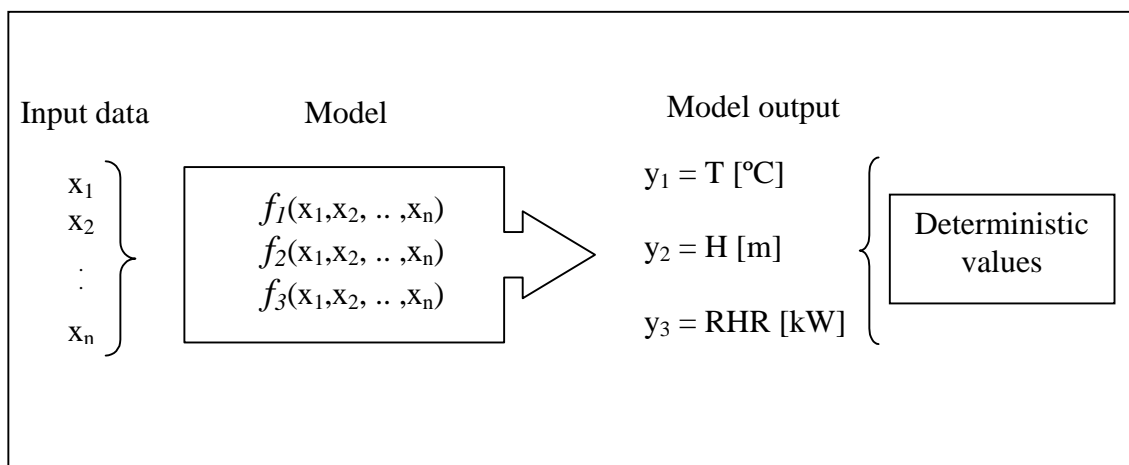 Input data
x₁
x₂
.
.
xₙ
Model
f₁(x₁,x₂, .. ,xₙ)
f₂(x₁,x₂, .. ,xₙ)
f₃(x₁,x₂, .. ,xₙ)
Model output
y₁ = T [ºC]
y₂ = H [m]
y₃ = RHR [kW]
Deterministic
values